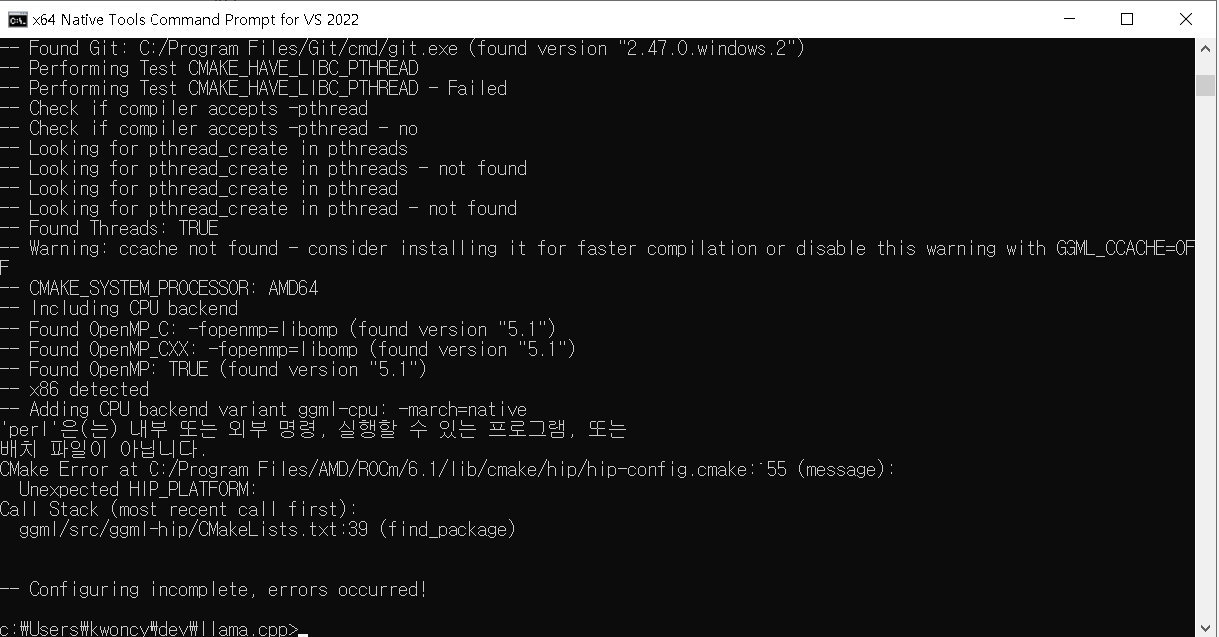 x64 Native Tools Command Prompt for VS 2022
-- Found Git: C:/Program Files/Git/cmd/git.exe (found version "2.47.0.windows.2")
-- Performing Test CMAKE_HAVE_LIBC_PTHREAD
-- Performing Test CMAKE_HAVE_LIBC_PTHREAD - Failed
-- Check if compiler accepts -pthread
-- Check if compiler accepts -pthread - no
-- Looking for pthread_create in pthreads
-- Looking for pthread_create in pthreads - not found
-- Looking for pthread_create in pthread
-- Looking for pthread_create in pthread - not found
-- Found Threads: TRUE
-- Warning: ccache not found - consider installing it for faster compilation or disable this warning with GGML_CCACHE=OF
F
-- CMAKE_SYSTEM_PROCESSOR: AMD64
-- Including CPU backend
-- Found OpenMP_C: -fopenmp=libomp (found version "5.1")
-- Found OpenMP_CXX: -fopenmp=libomp (found version "5.1")
-- Found OpenMP: TRUE (found version "5.1")
-- x86 detected
-- Adding CPU backend variant ggml-cpu: -march=native
'perl'은(는) 내부 또는 외부 명령, 실행할 수 있는 프로그램, 또는
배치 파일이 아닙니다.
CMake Error at C:/Program Files/AMD/ROCm/6.1/lib/cmake/hip/hip-config.cmake:155 (message):
  Unexpected HIP_PLATFORM:
Call Stack (most recent call first):
  ggml/src/ggml-hip/CMakeLists.txt:39 (find_package)
-- Configuring incomplete, errors occurred!
c:₩Users₩kwoncy₩dev₩llama.cpp>